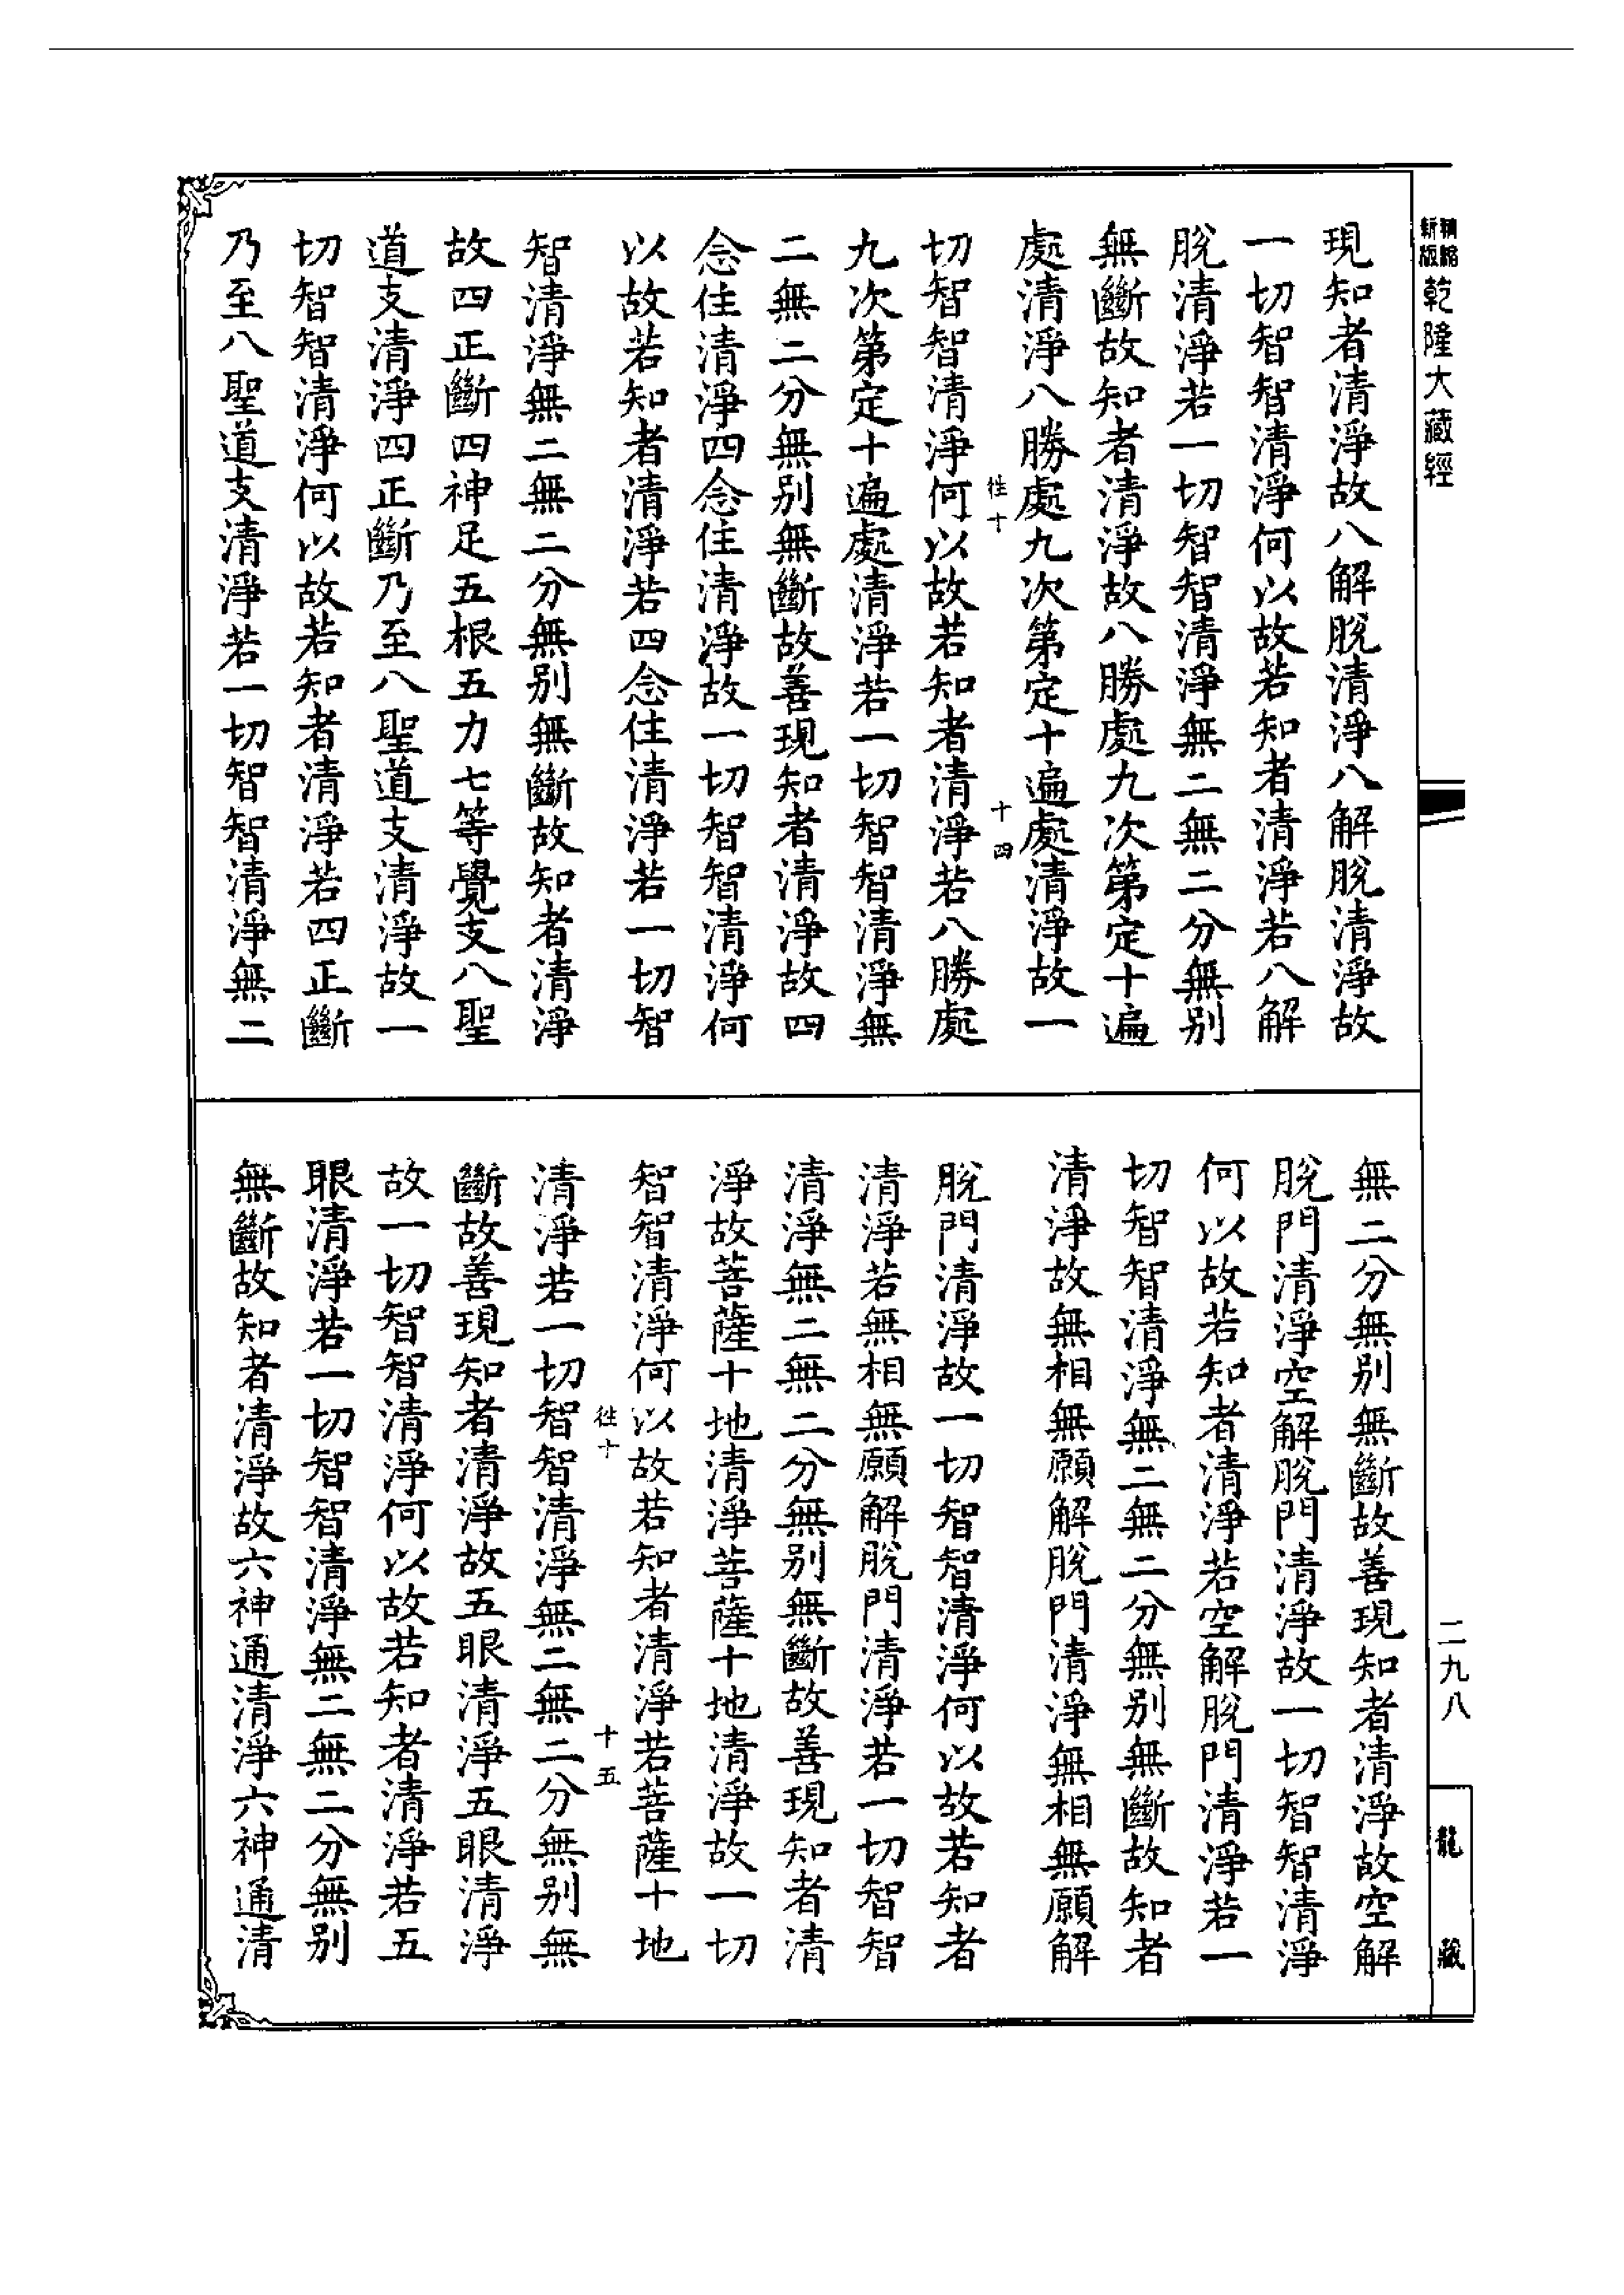 精縮
新版
乾隆大藏經
現知者清淨故八解脫清淨八解脫清淨故
一切智智清淨何以故若知者清淨若八解
脫清淨若一切智智清淨無二無二分無別
無斷故知者清淨故八勝處九次第定十遍
處清淨八勝處九次第定十遍處清淨故一
往十
十四
切智智清淨何以故若知者清淨若八勝處
九次第定十遍處清淨若一切智智清淨無
二無二分無別無斷故善現知者清淨故四
念住清淨四念住清淨故一切智智清淨何
以故若知者清淨若四念住清淨若一切智
智清淨無二無二分無別無斷故知者清淨
故四正斷四神足五根五力七等覺支八聖
道支清淨四正斷乃至八聖道支清淨故一
切智智清淨何以故若知者清淨若四正斷
乃至八聖道支清淨若一切智智清淨無二
無二分無別無斷故善現知者清淨故空解
脫門清淨空解脫門清淨故一切智智清淨
何以故若知者清淨若空解脫門清淨若一
切智智清淨無二無二分無別無斷故知者
清淨故無相無願解脫門清淨無相無願解
脫門清淨故一切智智清淨何以故若知者
清淨若無相無願解脫門清淨若一切智智
清淨無二無二分無別無斷故善現知者清
淨故菩薩十地清淨菩薩十地清淨故一切
智智清淨何以故若知者清淨若菩薩十地
往十
十五
清淨若一切智智清淨無二無二分無別無
斷故善現知者清淨故五眼清淨五眼清淨
故一切智智清淨何以故若知者清淨若五
眼清淨若一切智智清淨無二無二分無別
無斷故知者清淨故六神通清淨六神通清
二九八
龍藏